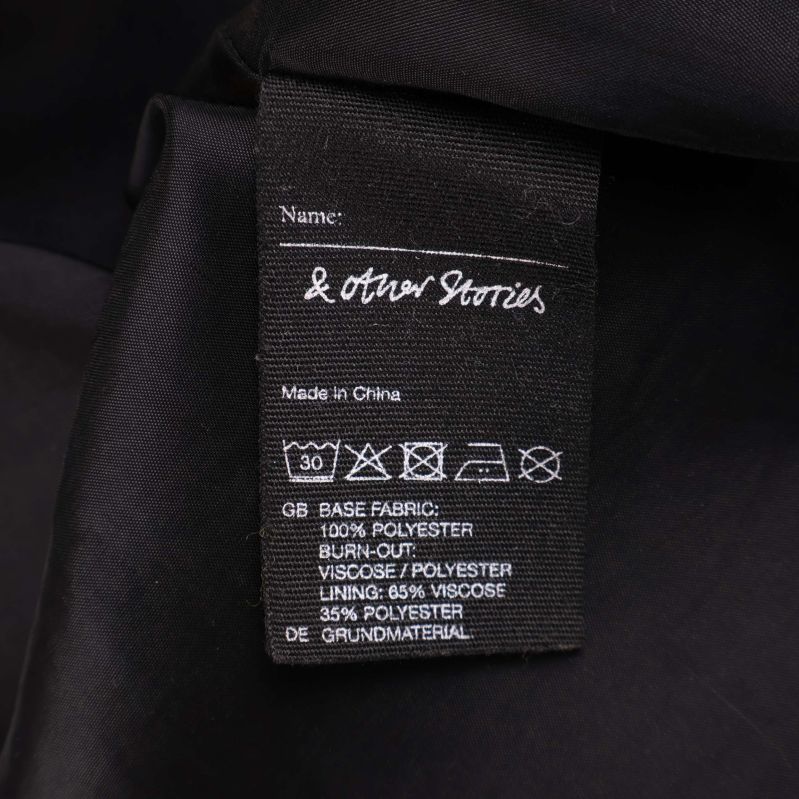 Name:
& other Stories
Made in China
30
GB BASE FABRIC:
100% POLYESTER
BURN-OUT:
VISCOSE / POLYESTER
LINING: 65% VISCOSE
35% POLYESTER
DE GRUNDMATERIAL